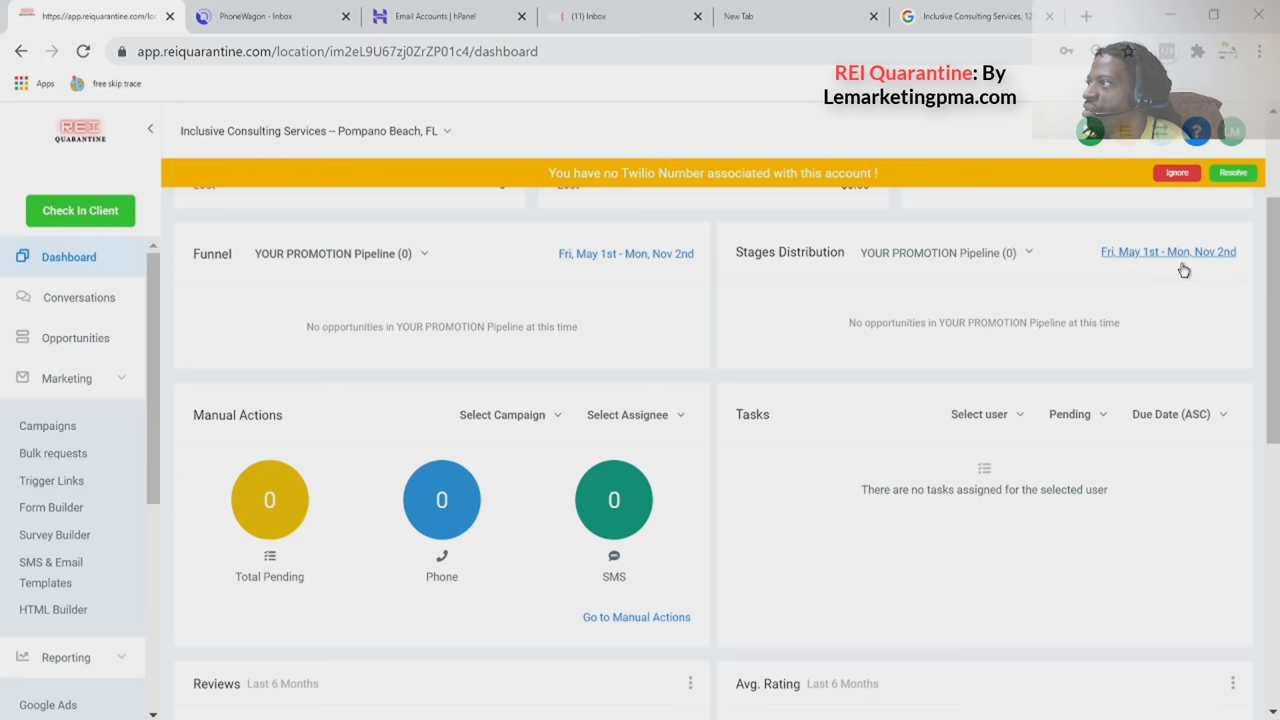 https://app.reiquarantine.com/loc
PhoneWagon - Inbox
Email Accounts | hPanel
(11) Inbox
New Tab
Inclusive Consulting Services, 12
app.reiquarantine.com/location/im2eL9U67zj0ZrZP01c4/dashboard
Apps
free skip trace
REI Quarantine: By
Lemarketingpma.com
REI
QUARANTINE
Inclusive Consulting Services -- Pompano Beach, FL
?
LM
You have no Twilio Number associated with this account !
Ignore
Resolve
Check In Client
Dashboard
Conversations
Opportunities
Marketing
Campaigns
Bulk requests
Trigger Links
Form Builder
Survey Builder
SMS & Email
Templates
HTML Builder
Reporting
Google Ads
Funnel
YOUR PROMOTION Pipeline (0)
Fri, May 1st - Mon, Nov 2nd
No opportunities in YOUR PROMOTION Pipeline at this time
Stages Distribution
YOUR PROMOTION Pipeline (0)
Fri, May 1st - Mon, Nov 2nd
No opportunities in YOUR PROMOTION Pipeline at this time
Manual Actions
Select Campaign
Select Assignee
0
0
0
Total Pending
Phone
SMS
Go to Manual Actions
Tasks
Select user
Pending
Due Date (ASC)
There are no tasks assigned for the selected user
Reviews Last 6 Months
Avg. Rating Last 6 Months